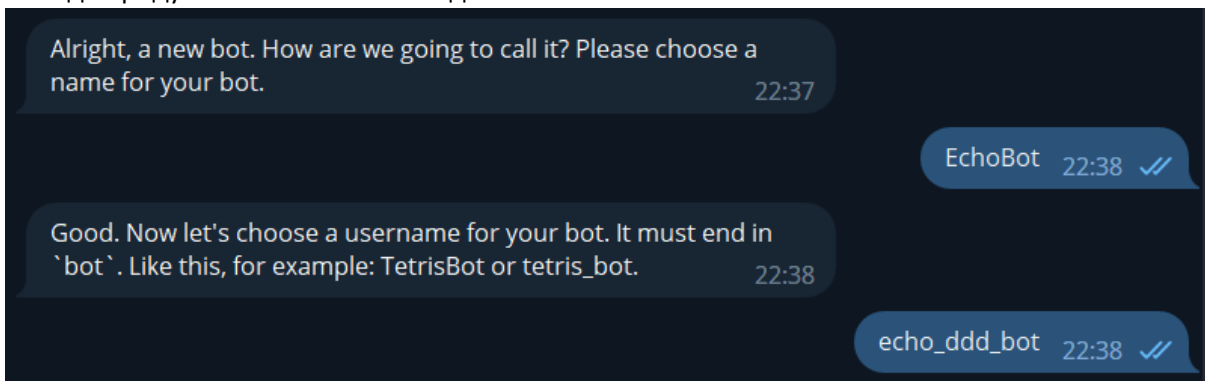 Alright, a new bot. How are we going to call it? Please choose a
name for your bot.
22:37
EchoBot 22:38
Good. Now let's choose a username for your bot. It must end in
`bot`. Like this, for example: TetrisBot or tetris_bot.
22:38
echo_ddd_bot 22:38